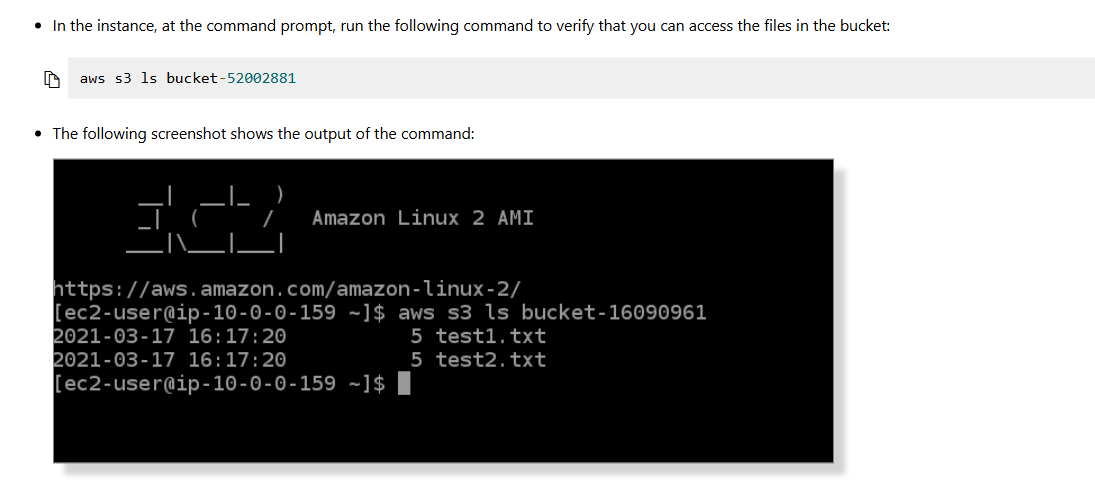 In the instance, at the command prompt, run the following command to verify that you can access the files in the bucket:
aws s3 ls bucket-52002881
The following screenshot shows the output of the command:
__|  __|_  )
_|  (     /   Amazon Linux 2 AMI
___|\___|___|
https://aws.amazon.com/amazon-linux-2/
[ec2-user@ip-10-0-0-159 ~]$ aws s3 ls bucket-16090961
2021-03-17 16:17:20          5 test1.txt
2021-03-17 16:17:20          5 test2.txt
[ec2-user@ip-10-0-0-159 ~]$